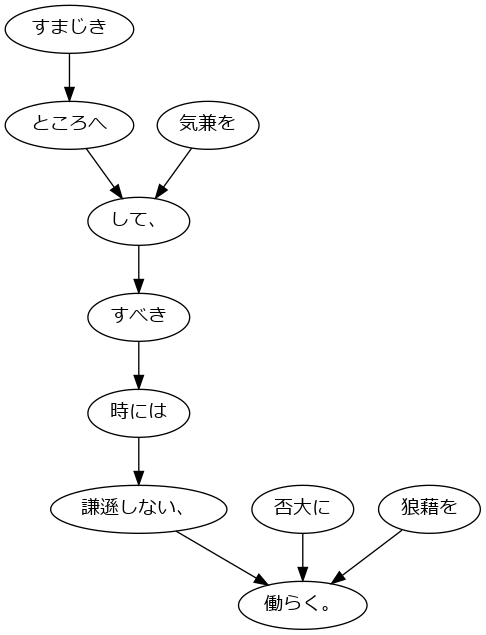 すまじき
ところへ
気兼を
して、
すべき
時には
謙遜しない、
否大に
狼藉を
働らく。